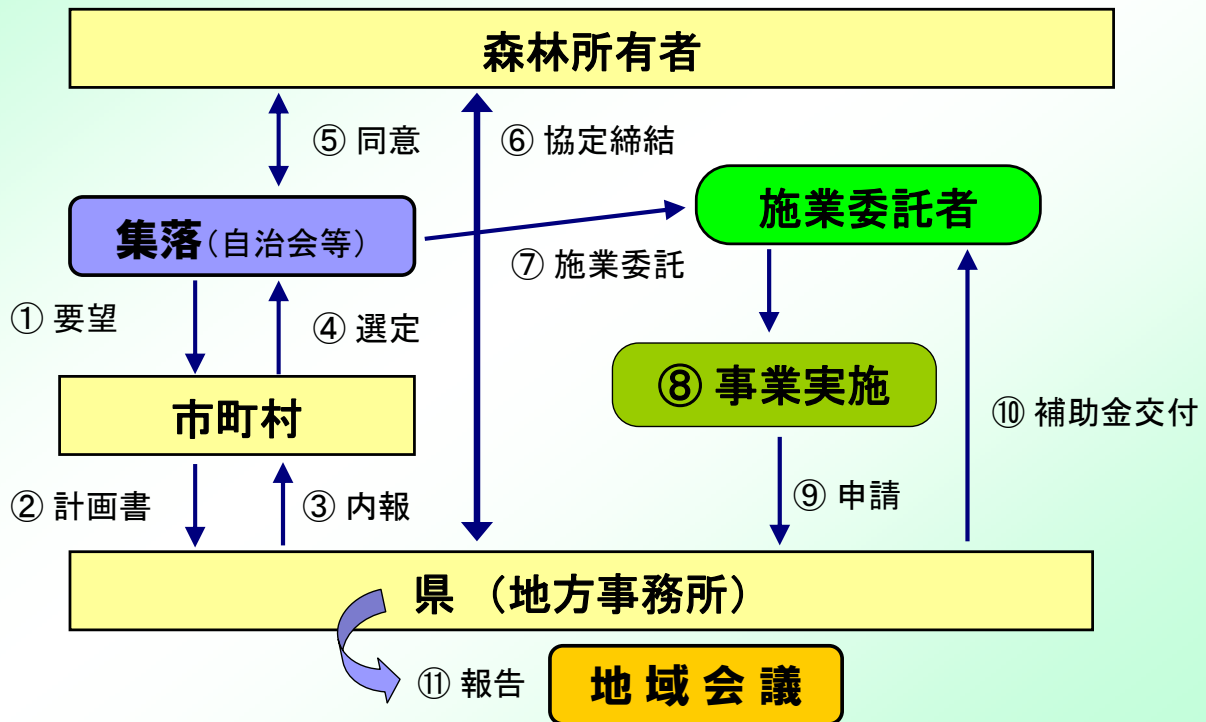 森林所有者
⑤ 同意
⑥ 協定締結
集落(自治会等)
施業委託者
⑦ 施業委託
① 要望
④ 選定
市町村
⑧ 事業実施
⑩ 補助金交付
② 計画書
③ 内報
⑨ 申請
県 (地方事務所)
⑪ 報告
地域会議